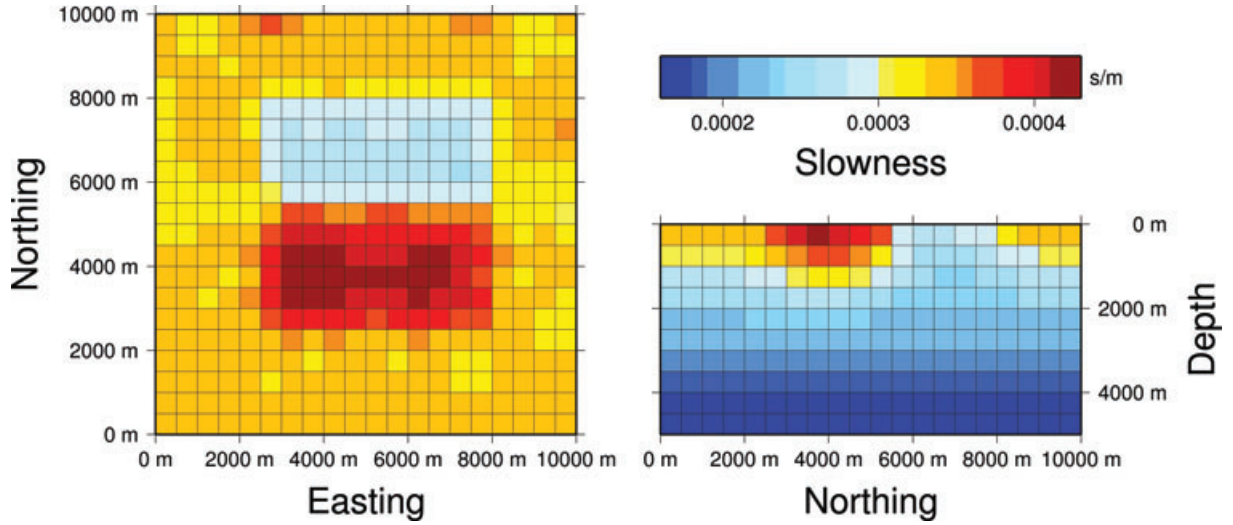 10000 m
8000 m
6000 m
4000 m
2000 m
0 m
Northing
0 m 2000 m 4000 m 6000 m 8000 m 10000 m
Easting
s/m
0.0002 0.0003 0.0004
Slowness
0 m
2000 m
4000 m
Depth
0 m 2000 m 4000 m 6000 m 8000 m 10000 m
Northing